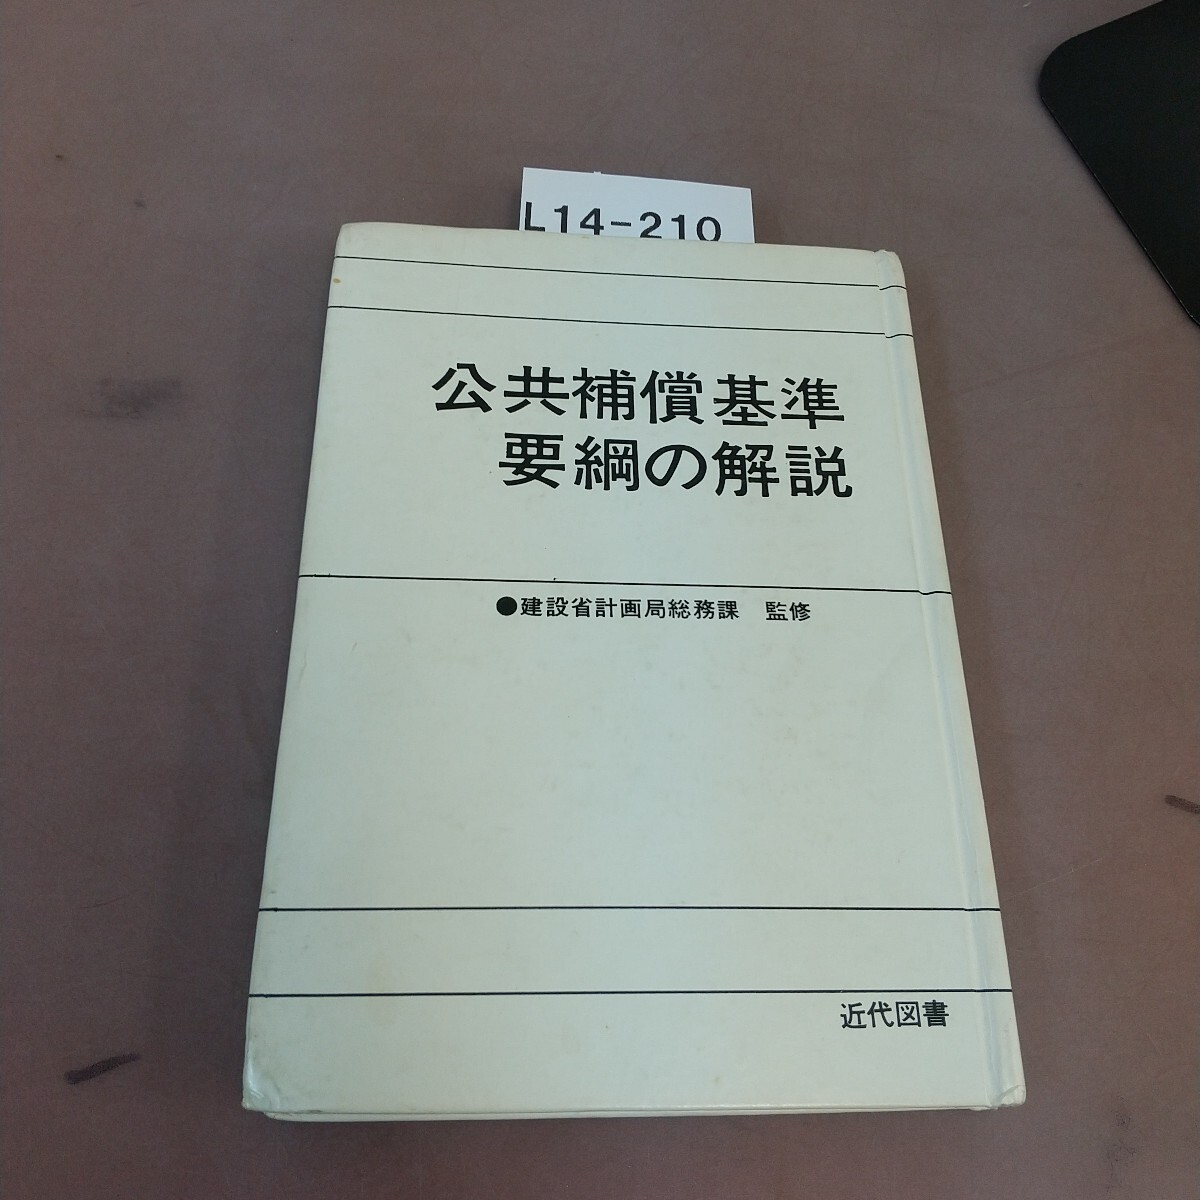 L14-210
公共補償基準
要綱の解説
●建設省計画局総務課 監修
近代図書